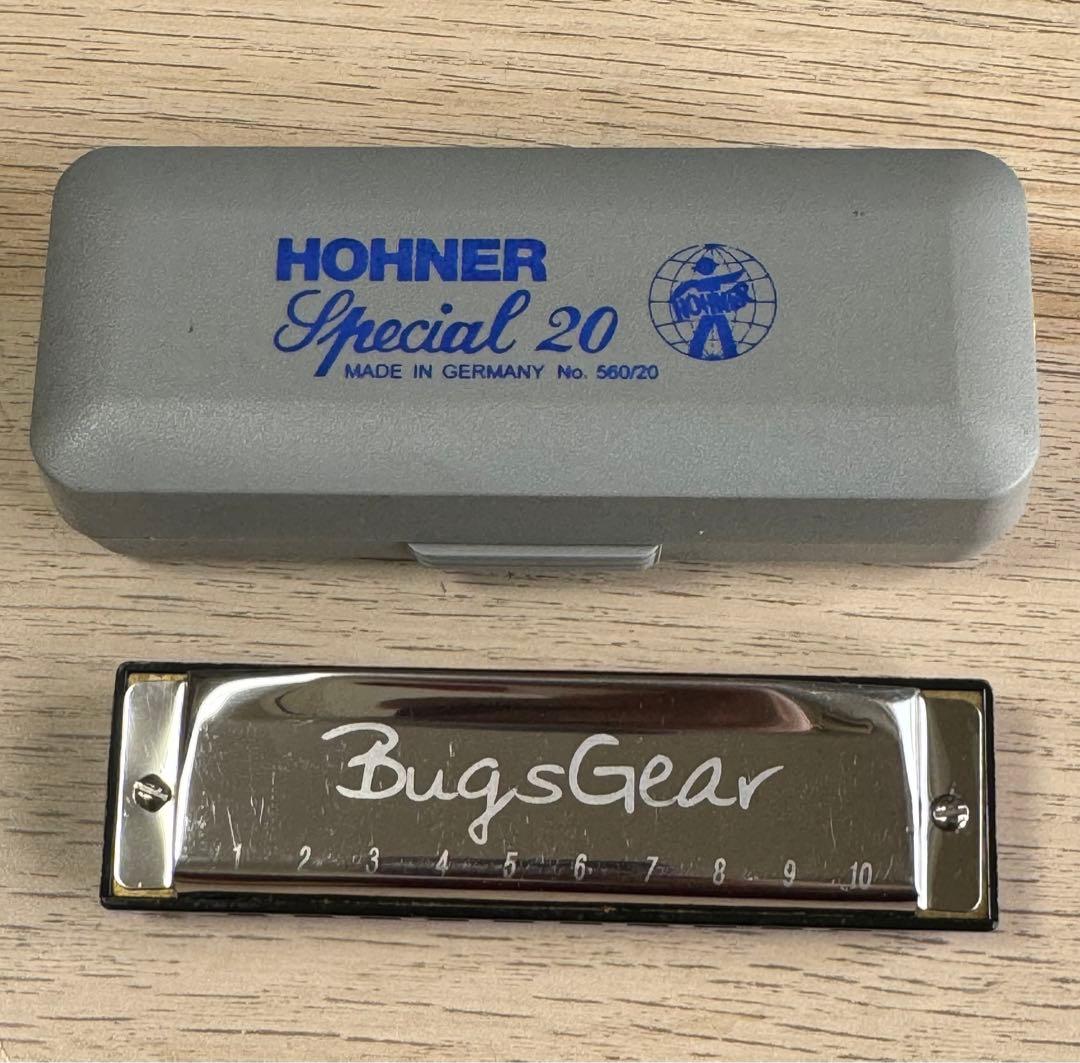 HOHNER
Special 20
MADE IN GERMANY No. 560/20
HOHNER
BugsGear
1 2 3 4 5 6 7 8 9 10